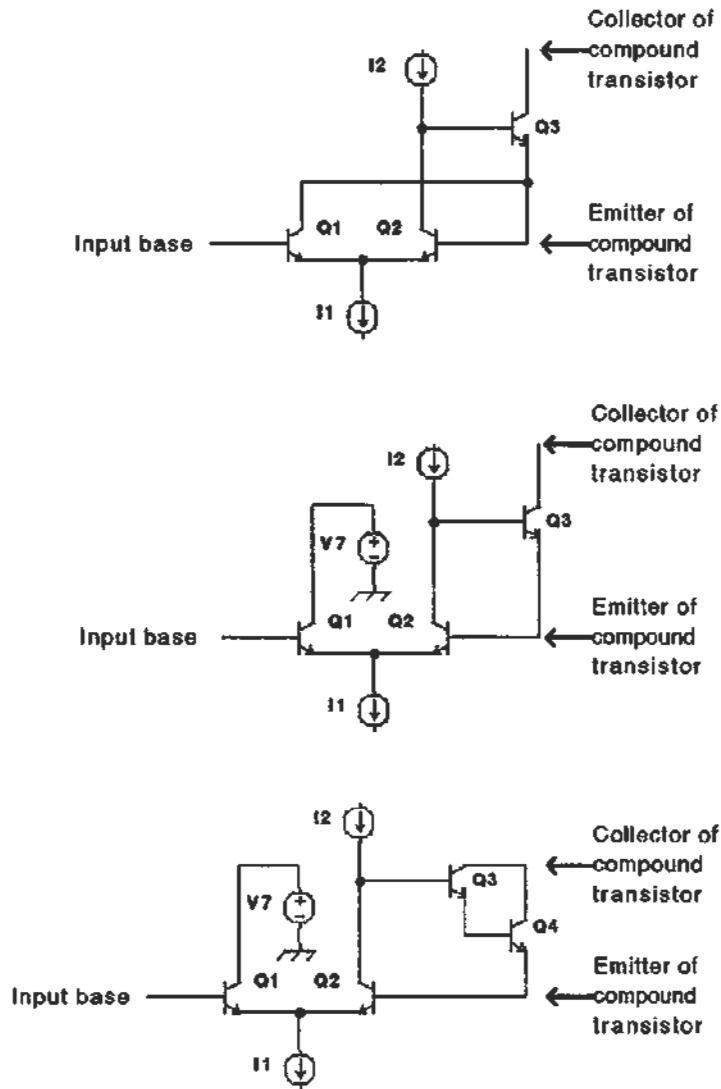 Collector of
compound
transistor
I2
Q3
Q1
Q2
Input base
Emitter of
compound
transistor
I1
Collector of
compound
transistor
I2
Q3
V7
+
−
Q1
Q2
Input base
Emitter of
compound
transistor
I1
I2
Collector of
compound
transistor
Q3
V7
+
−
Q4
Q1
Q2
Input base
Emitter of
compound
transistor
I1